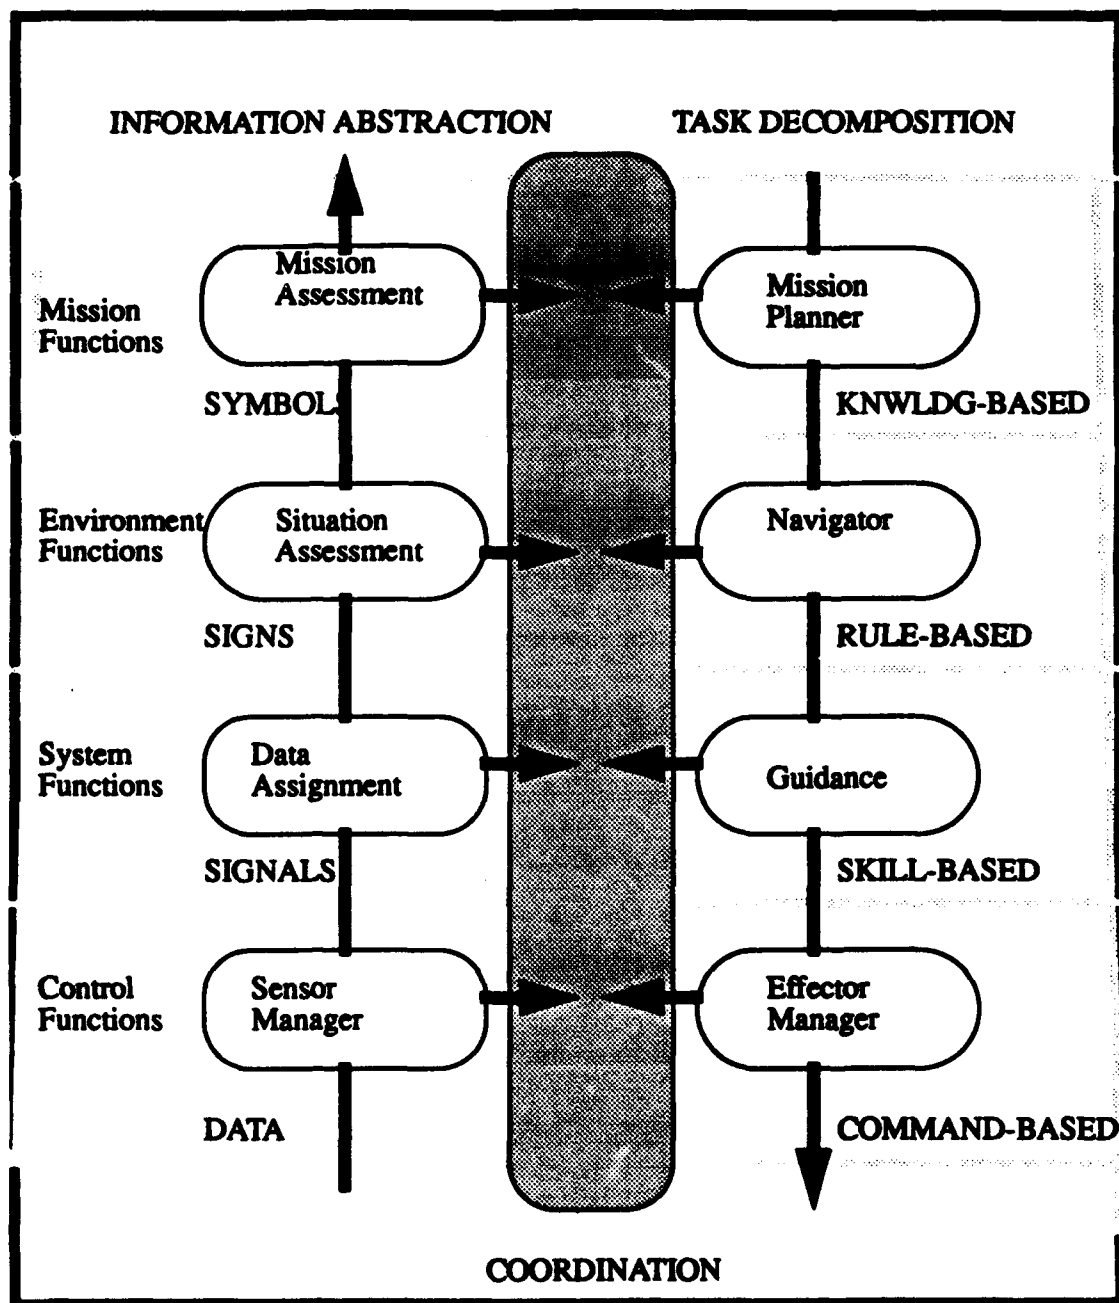 INFORMATION ABSTRACTION
TASK DECOMPOSITION
Mission
Functions
Mission
Assessment
Mission
Planner
SYMBOLS
KNWLDG-BASED
Environment
Functions
Situation
Assessment
Navigator
SIGNS
RULE-BASED
System
Functions
Data
Assignment
Guidance
SIGNALS
SKILL-BASED
Control
Functions
Sensor
Manager
Effector
Manager
DATA
COMMAND-BASED
COORDINATION